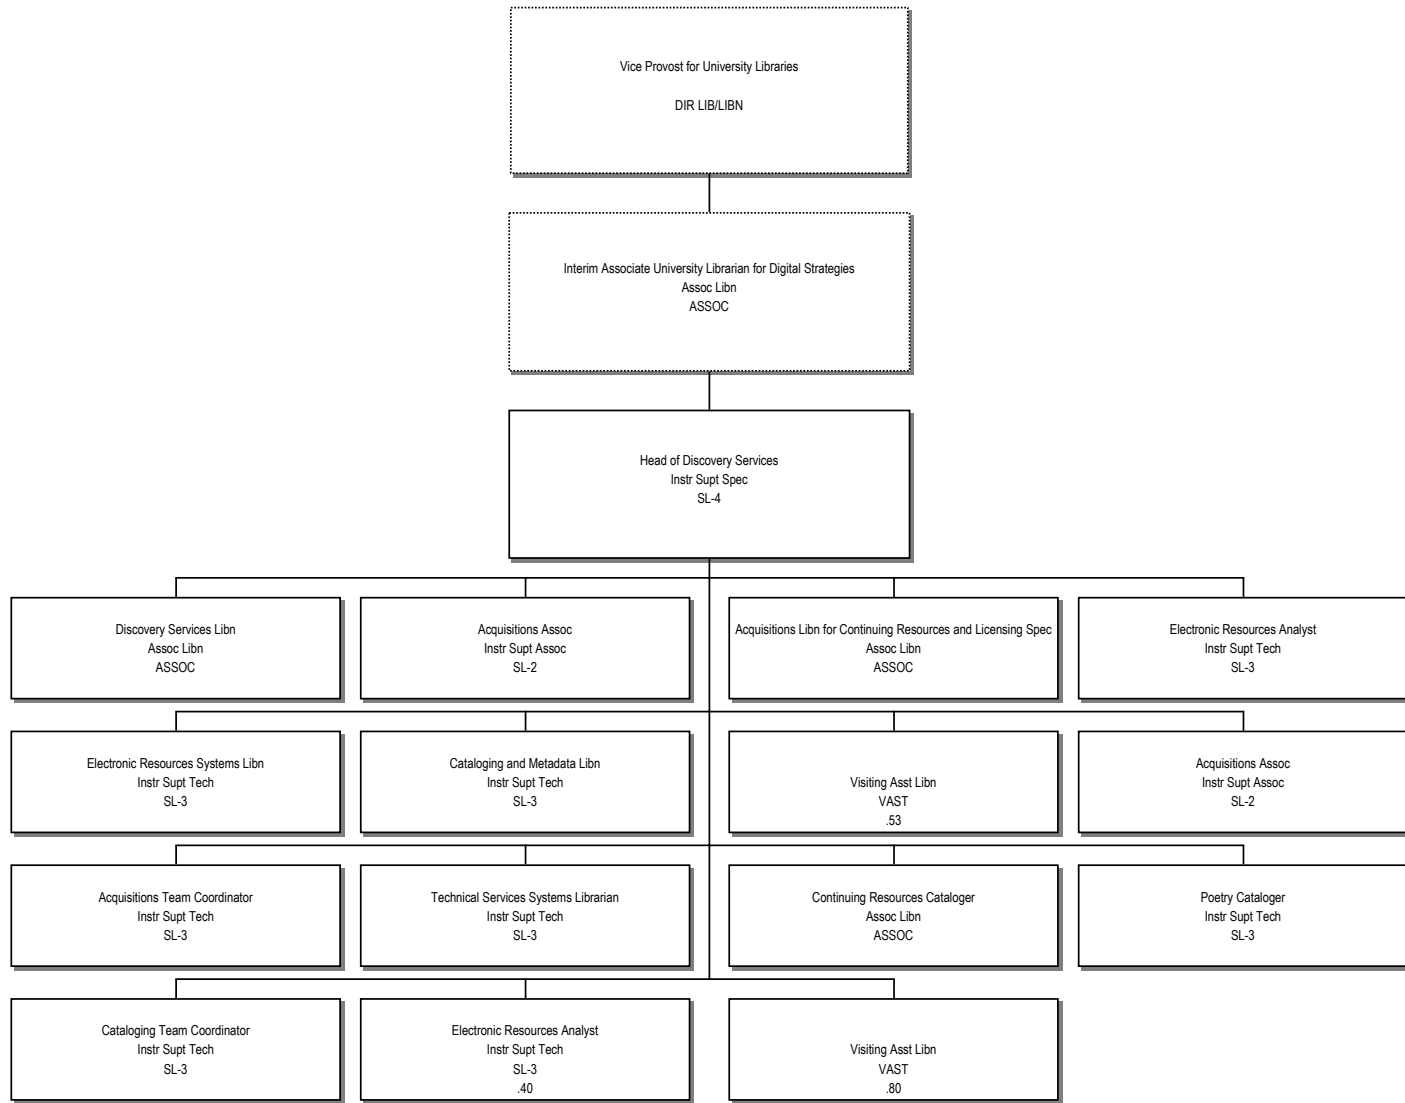 Vice Provost for University Libraries
DIR LIB/LIBN
Interim Associate University Librarian for Digital Strategies
Assoc Libn
ASSOC
Head of Discovery Services
Instr Supt Spec
SL-4
Discovery Services Libn
Assoc Libn
ASSOC
Acquisitions Assoc
Instr Supt Assoc
SL-2
Acquisitions Libn for Continuing Resources and Licensing Spec
Assoc Libn
ASSOC
Electronic Resources Analyst
Instr Supt Tech
SL-3
Electronic Resources Systems Libn
Instr Supt Tech
SL-3
Cataloging and Metadata Libn
Instr Supt Tech
SL-3
Visiting Asst Libn
VAST
.53
Acquisitions Assoc
Instr Supt Assoc
SL-2
Acquisitions Team Coordinator
Instr Supt Tech
SL-3
Technical Services Systems Librarian
Instr Supt Tech
SL-3
Continuing Resources Cataloger
Assoc Libn
ASSOC
Poetry Cataloger
Instr Supt Tech
SL-3
Cataloging Team Coordinator
Instr Supt Tech
SL-3
Electronic Resources Analyst
Instr Supt Tech
SL-3
.40
Visiting Asst Libn
VAST
.80